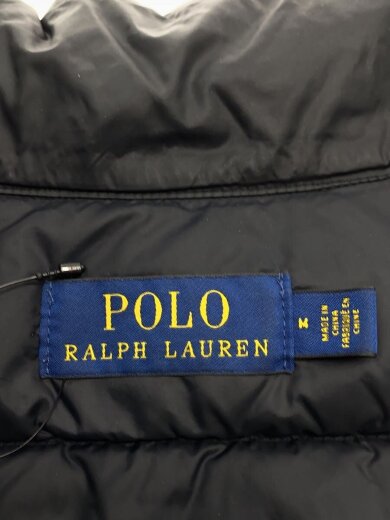 POLO
RALPH LAUREN
M
MADE IN
CHINA
FABRIQUÉ EN
CHINE